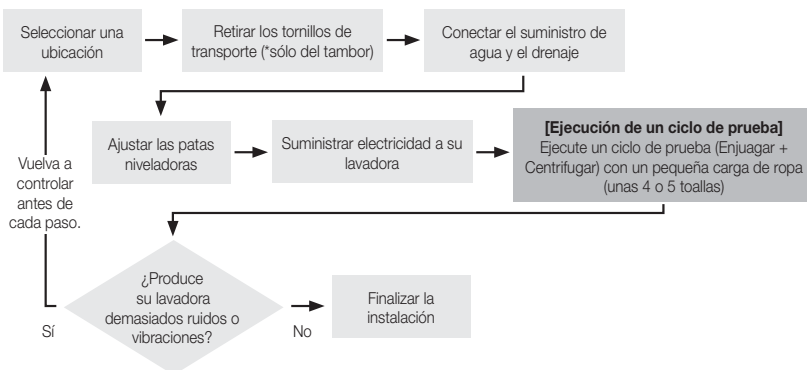 Seleccionar una
ubicación
Retirar los tornillos de
transporte (*sólo del tambor)
Conectar el suministro de
agua y el drenaje
Ajustar las patas
niveladoras
Suministrar electricidad a su
lavadora
[Ejecución de un ciclo de prueba]
Ejecute un ciclo de prueba (Enjuagar +
Centrifugar) con un pequeña carga de ropa
(unas 4 o 5 toallas)
Vuelva a
controlar
antes de
cada paso.
¿Produce
su lavadora
demasiados ruidos o
vibraciones?
Sí
No
Finalizar la
instalación